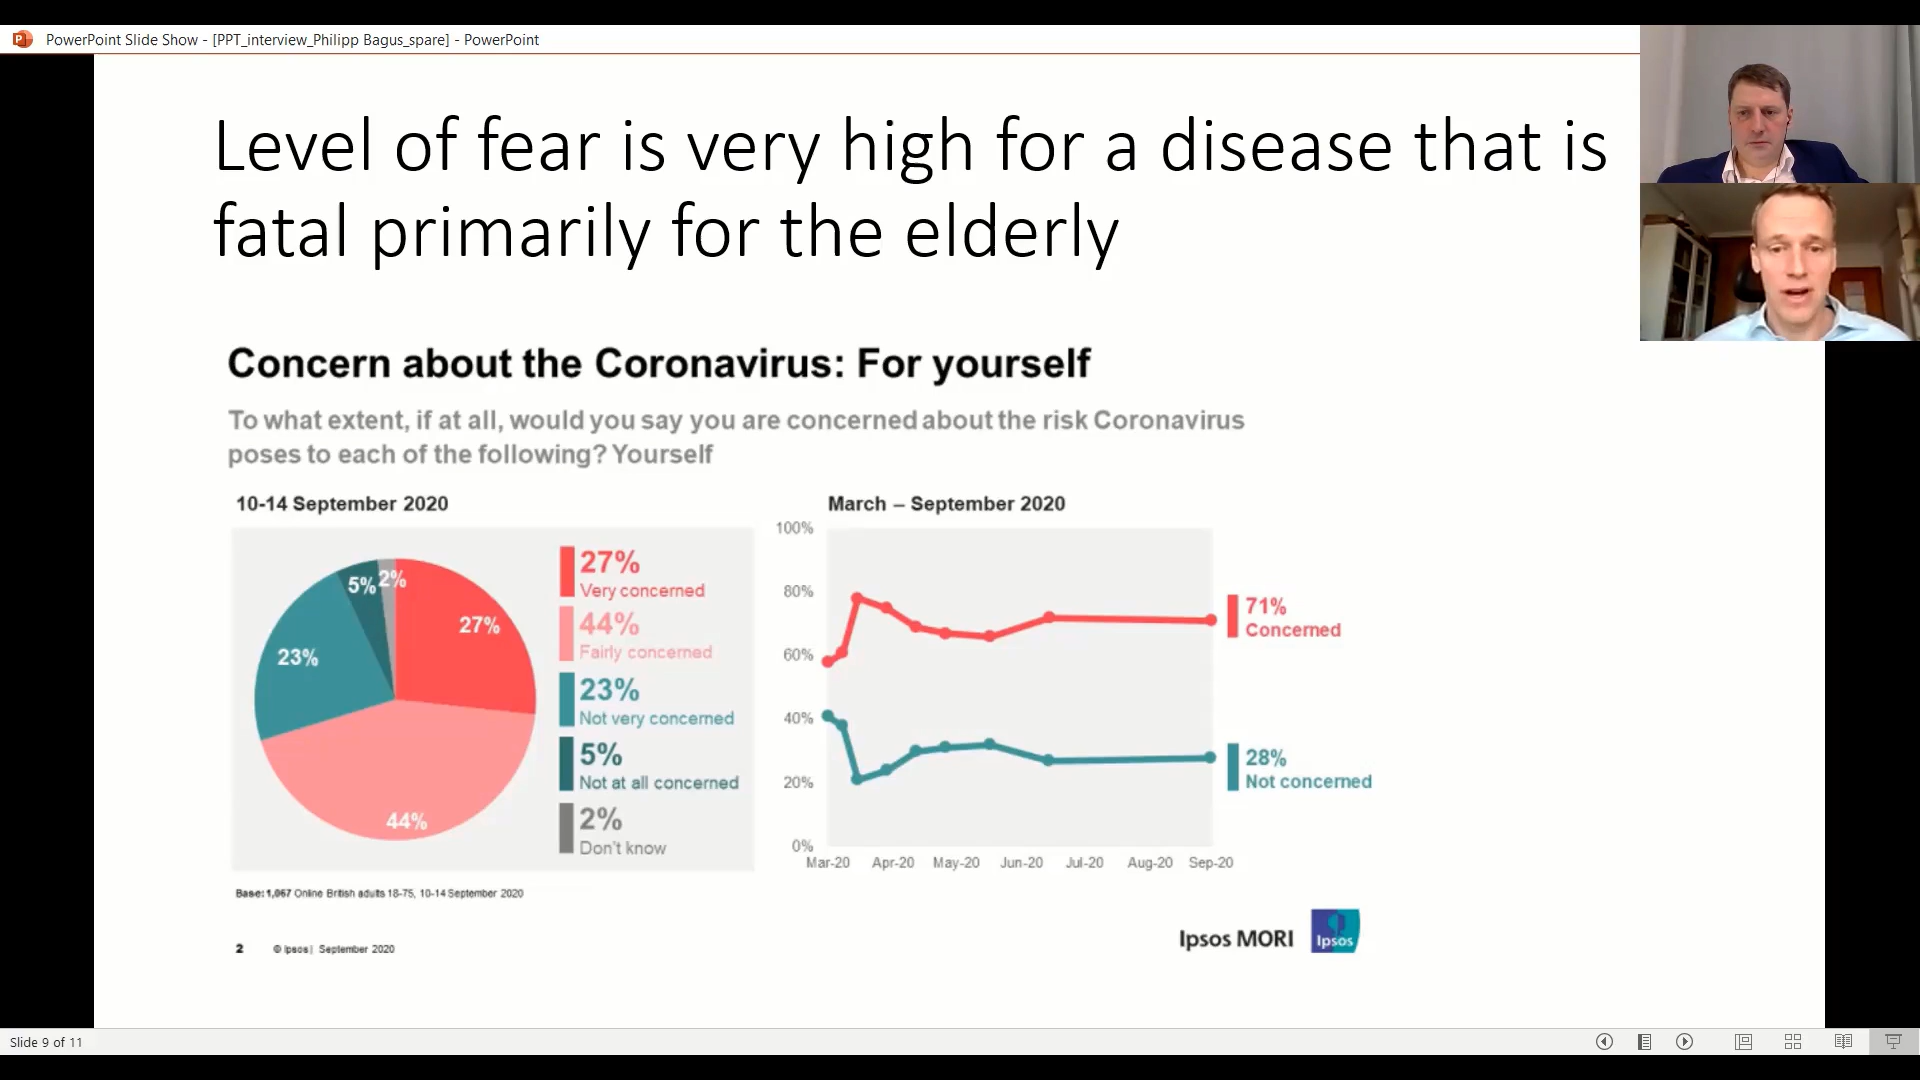 PowerPoint Slide Show - [PPT_interview_Philipp Bagus_spare] - PowerPoint
Level of fear is very high for a disease that is
fatal primarily for the elderly
Concern about the Coronavirus: For yourself
To what extent, if at all, would you say you are concerned about the risk Coronavirus
poses to each of the following? Yourself
10-14 September 2020
5%
2%
27%
23%
44%
27%
Very concerned
44%
Fairly concerned
23%
Not very concerned
5%
Not at all concerned
2%
Don't know
March – September 2020
100%
80%
60%
40%
20%
0%
Mar-20 Apr-20 May-20 Jun-20 Jul-20 Aug-20 Sep-20
71%
Concerned
28%
Not concerned
Base: 1,067 Online British adults 18-75, 10-14 September 2020
2 © Ipsos | September 2020
Ipsos MORI
Ipsos
Slide 9 of 11